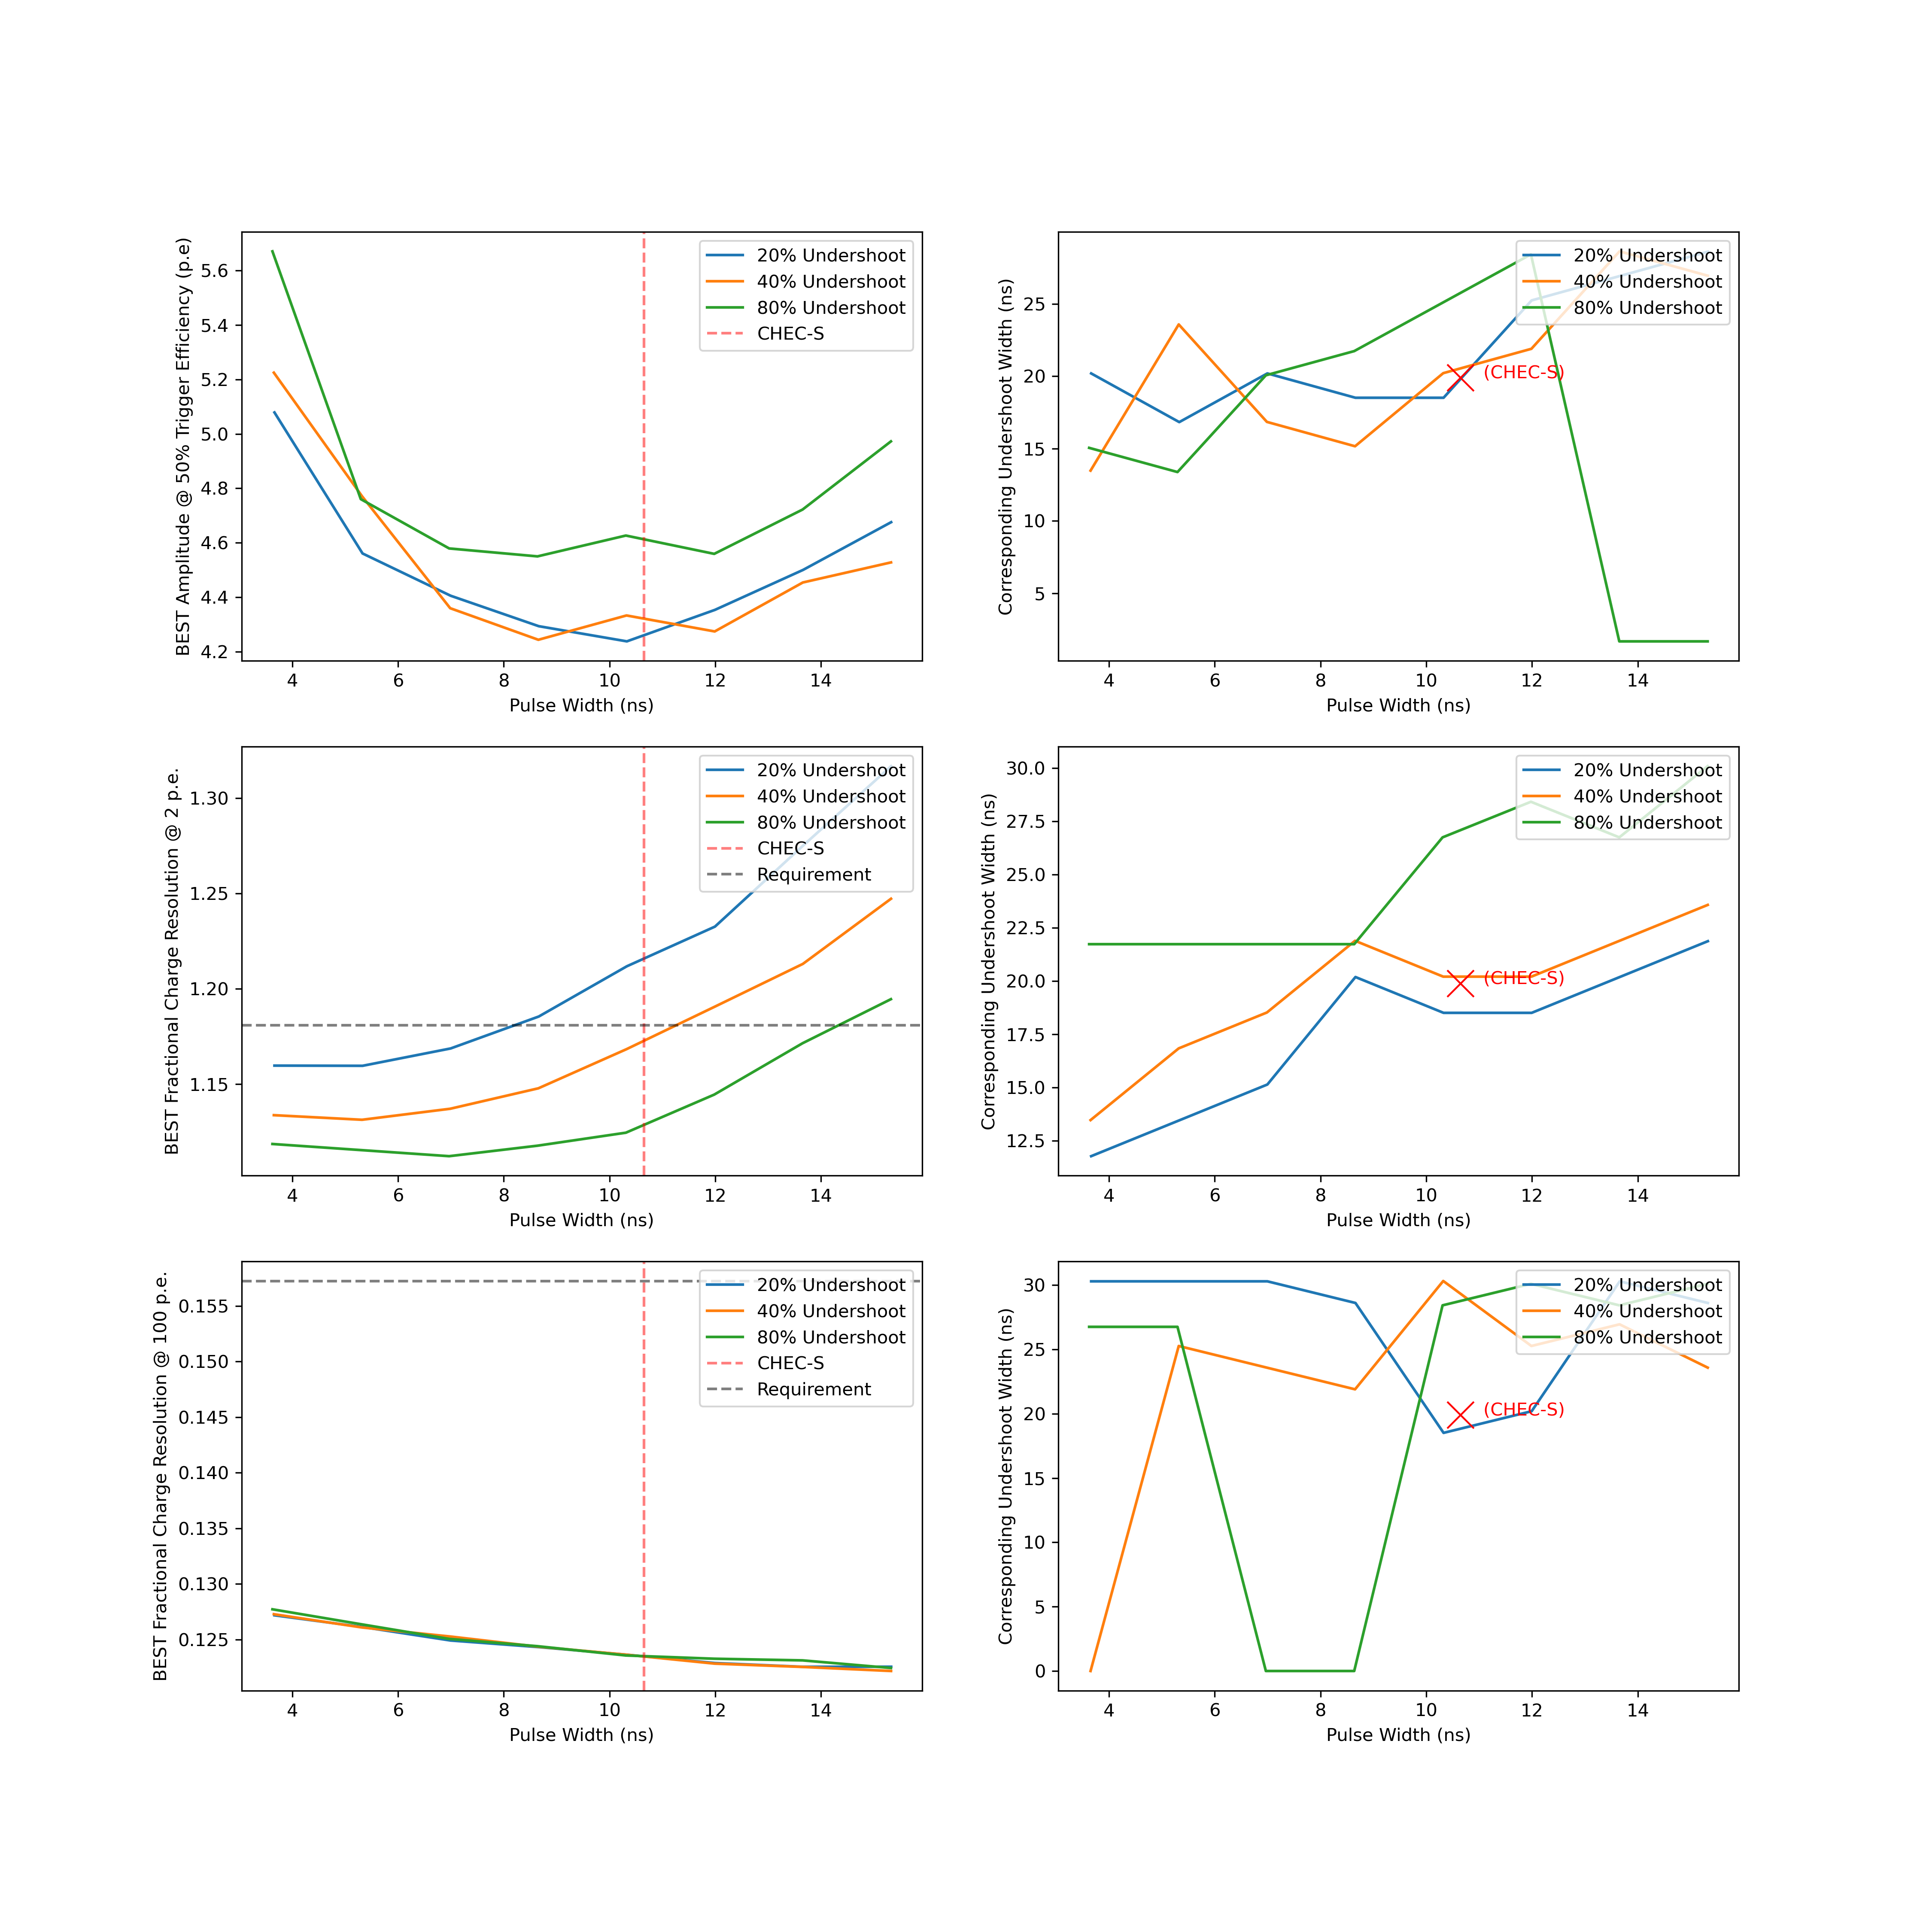 BEST Amplitude @ 50% Trigger Efficiency (p.e)
5.6
5.4
5.2
5.0
4.8
4.6
4.4
4.2
20% Undershoot
40% Undershoot
80% Undershoot
CHEC-S
4 6 8 10 12 14
Pulse Width (ns)
Corresponding Undershoot Width (ns)
25
20
15
10
5
20% Undershoot
40% Undershoot
80% Undershoot
(CHEC-S)
4 6 8 10 12 14
Pulse Width (ns)
BEST Fractional Charge Resolution @ 2 p.e.
1.30
1.25
1.20
1.15
20% Undershoot
40% Undershoot
80% Undershoot
CHEC-S
Requirement
4 6 8 10 12 14
Pulse Width (ns)
Corresponding Undershoot Width (ns)
30.0
27.5
25.0
22.5
20.0
17.5
15.0
12.5
20% Undershoot
40% Undershoot
80% Undershoot
(CHEC-S)
4 6 8 10 12 14
Pulse Width (ns)
BEST Fractional Charge Resolution @ 100 p.e.
0.155
0.150
0.145
0.140
0.135
0.130
0.125
20% Undershoot
40% Undershoot
80% Undershoot
CHEC-S
Requirement
4 6 8 10 12 14
Pulse Width (ns)
Corresponding Undershoot Width (ns)
30
25
20
15
10
5
0
20% Undershoot
40% Undershoot
80% Undershoot
(CHEC-S)
4 6 8 10 12 14
Pulse Width (ns)